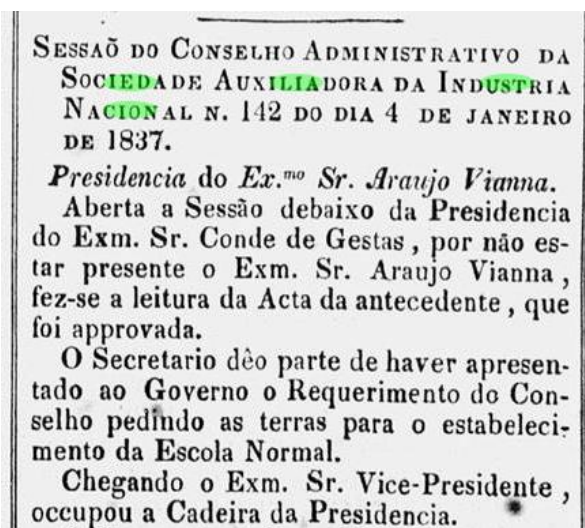 SESSAÕ DO CONSELHO ADMINISTRATIVO DA
SOCIEDADE AUXILIADORA DA INDUSTRIA
NACIONAL N. 142 DO DIA 4 DE JANEIRO
DE 1837.
Presidencia do Ex.mo Sr. Araujo Vianna.
Aberta a Sessão debaixo da Presidencia
do Exm. Sr. Conde de Gestas , por não es-
tar presente o Exm. Sr. Araujo Vianna ,
fez-se a leitura da Acta da antecedente , que
foi approvada.
O Secretario dêo parte de haver apresen-
tado ao Governo o Requerimento do Con-
selho pedindo as terras para o estabeleci-
mento da Escola Normal.
Chegando o Exm. Sr. Vice-Presidente ,
occupou a Cadeira da Presidencia.